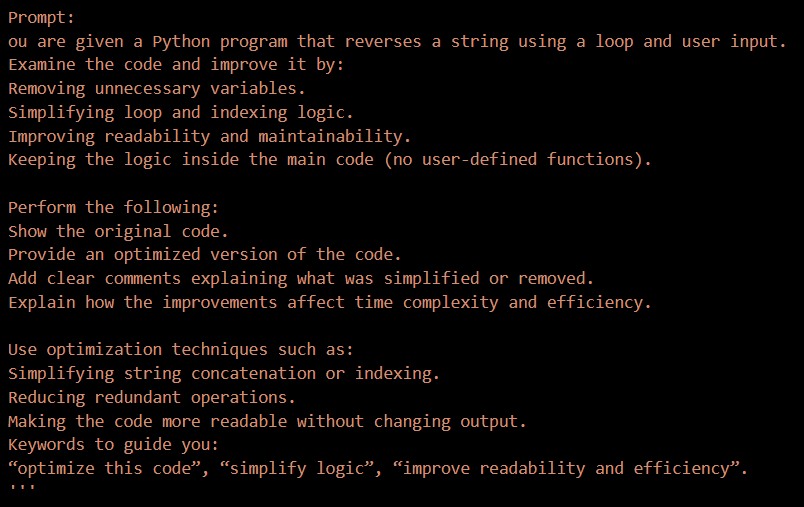 Prompt:
ou are given a Python program that reverses a string using a loop and user input.
Examine the code and improve it by:
Removing unnecessary variables.
Simplifying loop and indexing logic.
Improving readability and maintainability.
Keeping the logic inside the main code (no user-defined functions).
Perform the following:
Show the original code.
Provide an optimized version of the code.
Add clear comments explaining what was simplified or removed.
Explain how the improvements affect time complexity and efficiency.
Use optimization techniques such as:
Simplifying string concatenation or indexing.
Reducing redundant operations.
Making the code more readable without changing output.
Keywords to guide you:
“optimize this code”, “simplify logic”, “improve readability and efficiency”.
'''